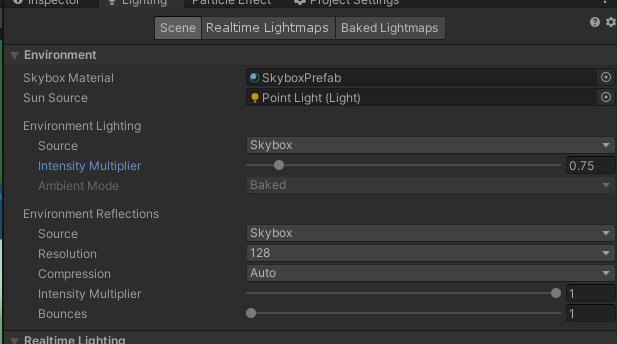 Inspector Lighting Particle Effect Project Settings
Scene Realtime Lightmaps Baked Lightmaps
Environment
Skybox Material SkyboxPrefab
Sun Source Point Light (Light)
Environment Lighting
Source Skybox
Intensity Multiplier 0.75
Ambient Mode Baked
Environment Reflections
Source Skybox
Resolution 128
Compression Auto
Intensity Multiplier 1
Bounces 1
Realtime Lighting